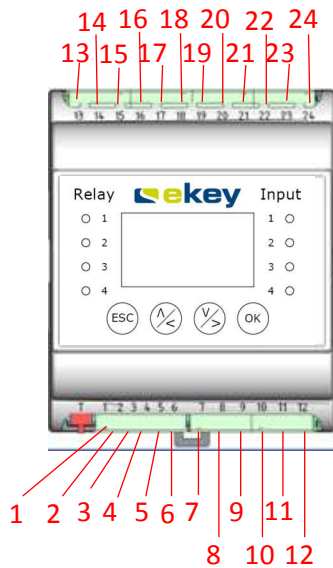 14 16 18 20 22 24
13 15 17 19 21 23
13 14 15 16 17 18 19 20 21 22 23 24
Relay ekey Input
1 1
2 2
3 3
4 4
ESC Λ/< V/> OK
T 1 2 3 4 5 6 7 8 9 10 11 12
1 2 3 4 5 6 7 8 9 10 11 12